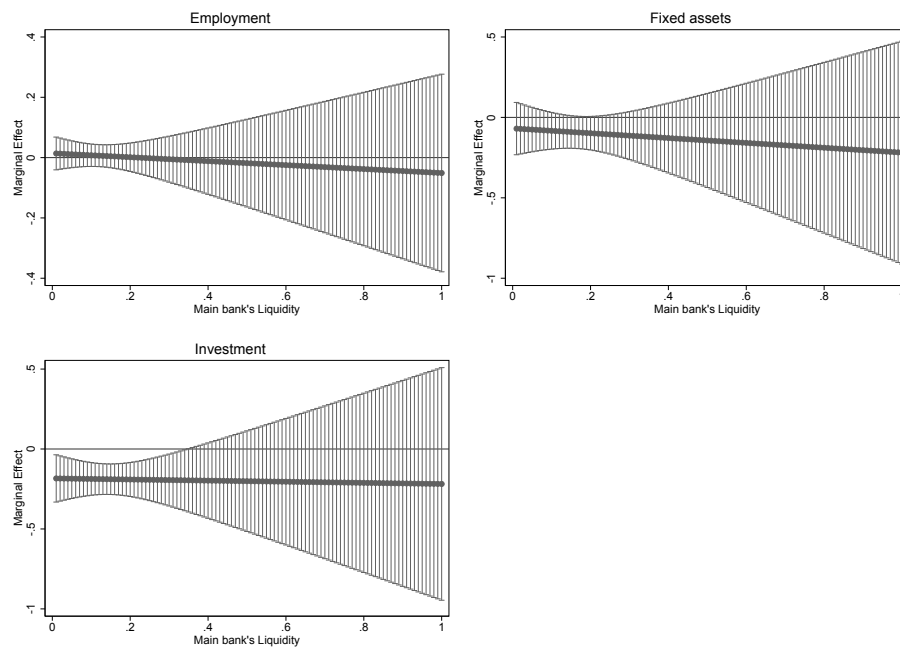 Employment
Marginal Effect
.4
.2
0
-.2
-.4
0 .2 .4 .6 .8 1
Main bank's Liquidity
Fixed assets
Marginal Effect
.5
0
-.5
-1
0 .2 .4 .6 .8 1
Main bank's Liquidity
Investment
Marginal Effect
.5
0
-.5
-1
0 .2 .4 .6 .8 1
Main bank's Liquidity